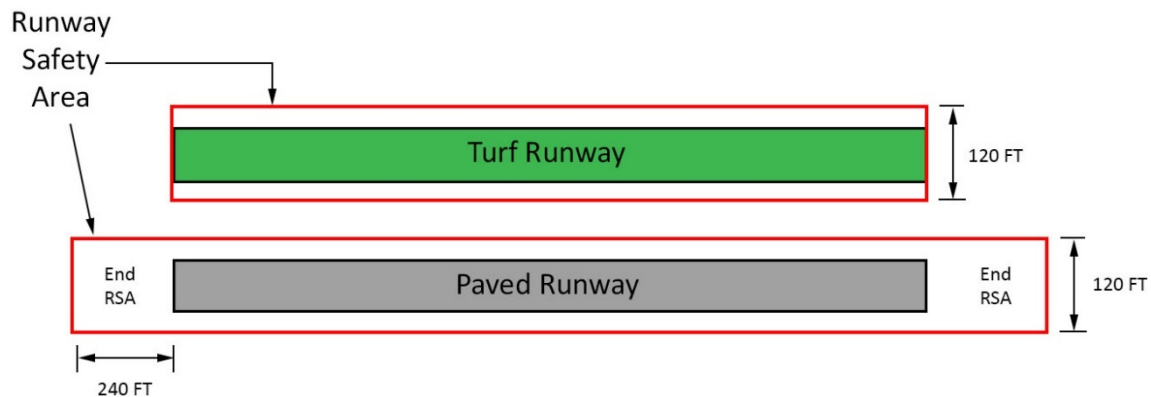 Runway
Safety
Area
Turf Runway
120 FT
End
RSA
Paved Runway
End
RSA
120 FT
240 FT